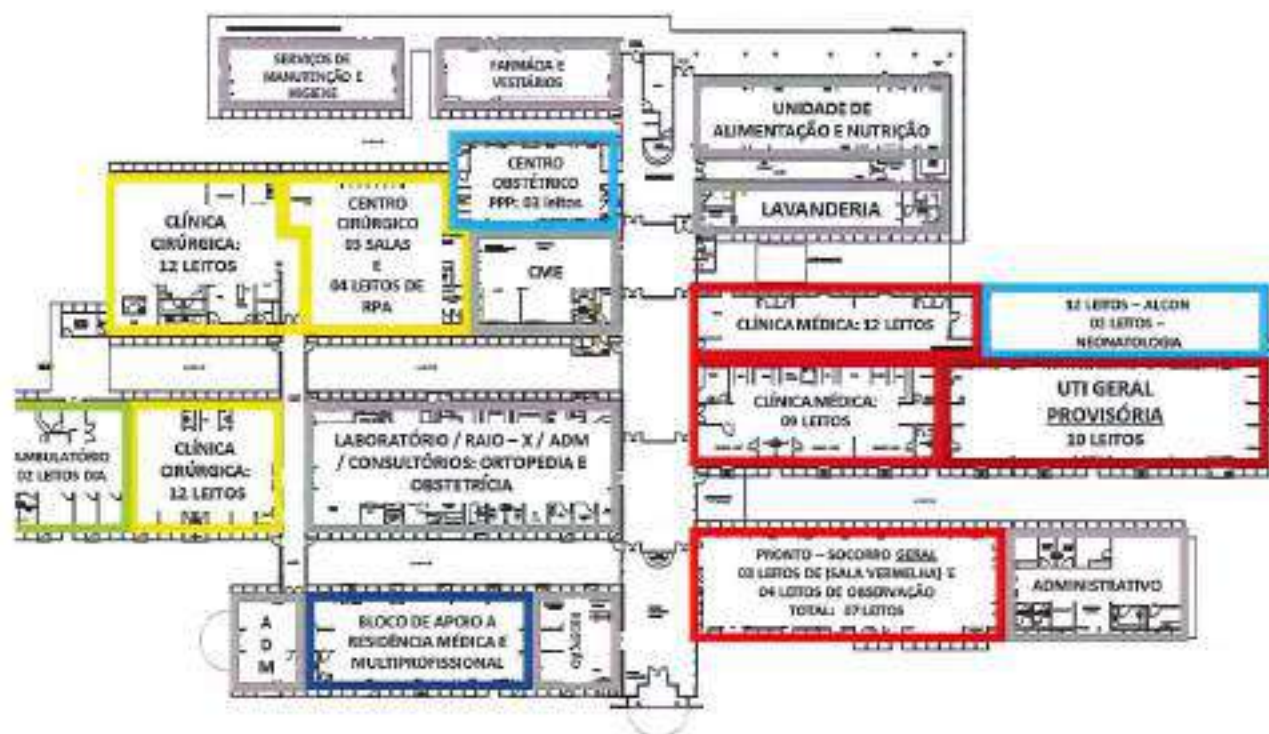 SERVIÇOS DE
MANUTENÇÃO E
HIGIENE
FARMÁCIA E
VESTIÁRIOS
UNIDADE DE
ALIMENTAÇÃO E NUTRIÇÃO
CENTRO
OBSTÉTRICO
PPP: 03 leitos
LAVANDERIA
CLÍNICA
CIRÚRGICA:
12 LEITOS
CENTRO
CIRÚRGICO
03 SALAS
E
04 LEITOS DE
RPA
CME
CLÍNICA MÉDICA: 12 LEITOS
12 LEITOS – ALCON
03 LEITOS –
NEONATOLOGIA
CLÍNICA MÉDICA:
09 LEITOS
UTI GERAL
PROVISÓRIA
10 LEITOS
AMBULATÓRIO
02 LEITOS DIA
CLÍNICA
CIRÚRGICA:
12 LEITOS
LABORATÓRIO / RAIO – X / ADM
/ CONSULTÓRIOS: ORTOPEDIA E
OBSTETRÍCIA
PRONTO – SOCORRO GERAL
03 LEITOS DE [SALA VERMELHA] E
04 LEITOS DE OBSERVAÇÃO
TOTAL: 07 LEITOS
ADMINISTRATIVO
A
D
M
BLOCO DE APOIO A
RESIDÊNCIA MÉDICA E
MULTIPROFISSIONAL
RECEPÇÃO